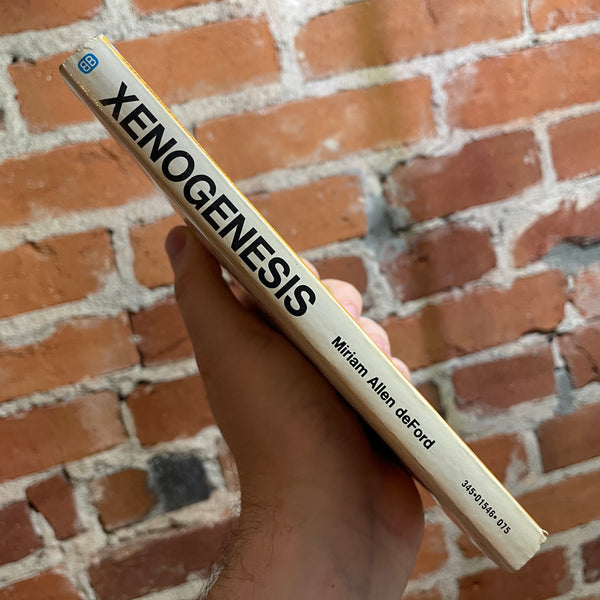 BB
XENOGENESIS
Miriam Allen deFord
345•01546•075